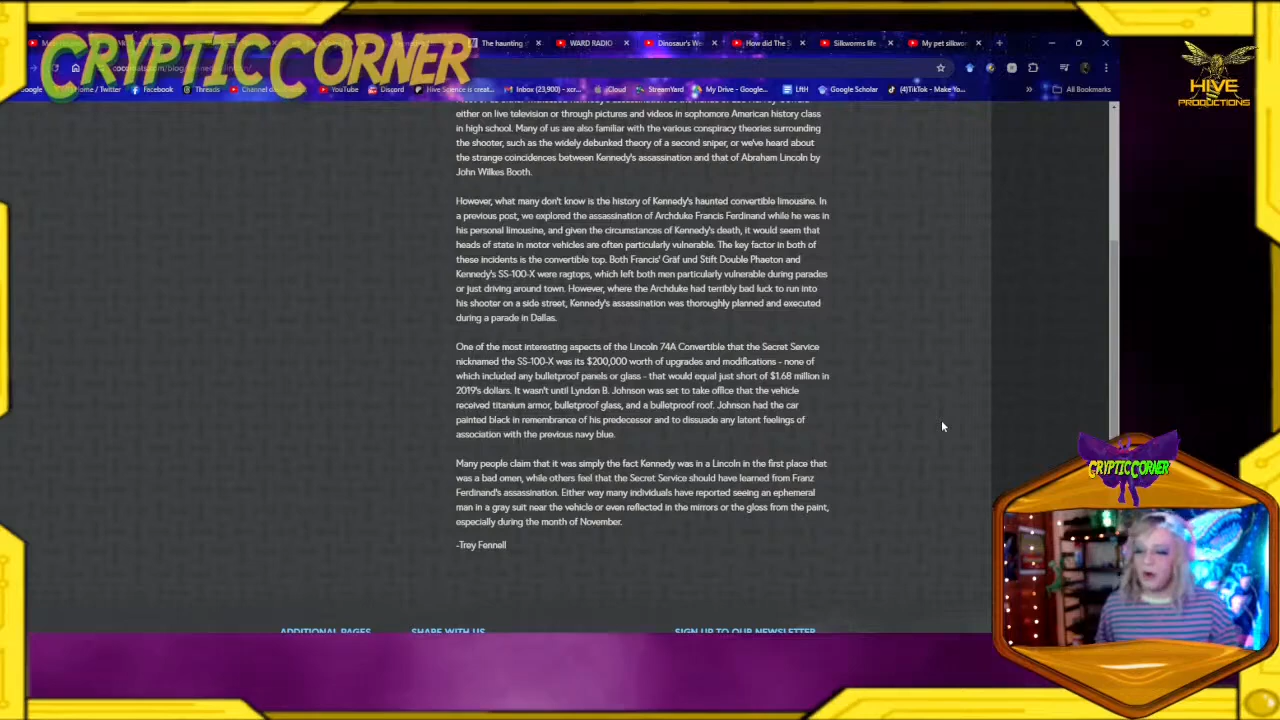 CRYPTIC CORNER
The haunting
WARD RADIO
Dinosaur's We
How did The S
Silkworms life
My pet silkwo
HIVE
PRODUCTIONS
Home / Twitter
Facebook
Threads
YouTube
Discord
Hive Science is creat...
Inbox (23,900) - xcr...
iCloud
StreamYard
My Drive - Google...
LftH
Google Scholar
(4)TikTok - Make Yo...
All Bookmarks
either on live television or through pictures and videos in sophomore American history class
in high school. Many of us are also familiar with the various conspiracy theories surrounding
the shooter, such as the widely debunked theory of a second sniper, or we've heard about
the strange coincidences between Kennedy's assassination and that of Abraham Lincoln by
John Wilkes Booth.
However, what many don't know is the history of Kennedy's haunted convertible limousine. In
a previous post, we explored the assassination of Archduke Francis Ferdinand while he was in
his personal limousine, and given the circumstances of Kennedy's death, it would seem that
heads of state in motor vehicles are often particularly vulnerable. The key factor in both of
these incidents is the convertible top. Both Francis' Gräf und Stift Double Phaeton and
Kennedy's SS-100-X were ragtops, which left both men particularly vulnerable during parades
or just driving around town. However, where the Archduke had terribly bad luck to run into
his shooter on a side street, Kennedy's assassination was thoroughly planned and executed
during a parade in Dallas.
One of the most interesting aspects of the Lincoln 74A Convertible that the Secret Service
nicknamed the SS-100-X was its $200,000 worth of upgrades and modifications - none of
which included any bulletproof panels or glass - that would equal just short of $1.68 million in
2019's dollars. It wasn't until Lyndon B. Johnson was set to take office that the vehicle
received titanium armor, bulletproof glass, and a bulletproof roof. Johnson had the car
painted black in remembrance of his predecessor and to dissuade any latent feelings of
association with the previous navy blue.
Many people claim that it was simply the fact Kennedy was in a Lincoln in the first place that
was a bad omen, while others feel that the Secret Service should have learned from Franz
Ferdinand's assassination. Either way many individuals have reported seeing an ephemeral
man in a gray suit near the vehicle or even reflected in the mirrors or the gloss from the paint,
especially during the month of November.
-Trey Fennell
ADDITIONAL PAGES
SHARE WITH US
SIGN UP TO OUR NEWSLETTER
CRYPTIC CORNER